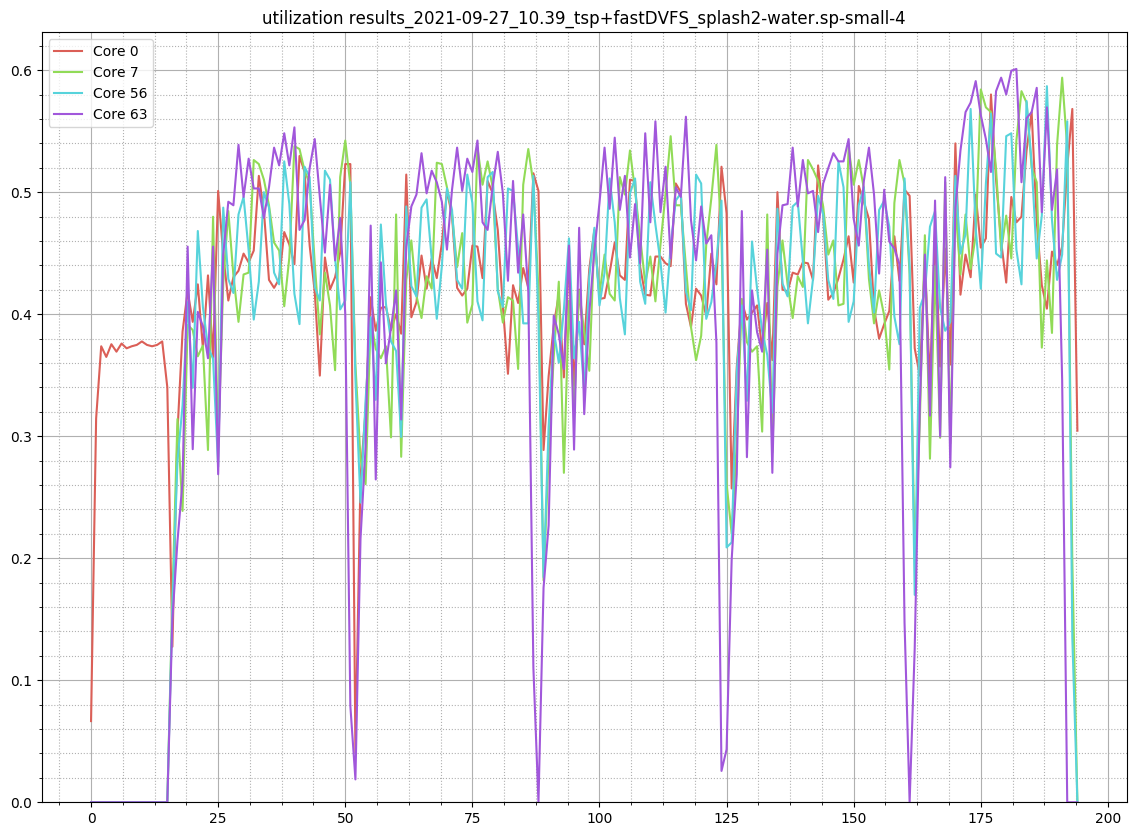 utilization results_2021-09-27_10.39_tsp+fastDVFS_splash2-water.sp-small-4
Core 0
Core 7
Core 56
Core 63
0.6
0.5
0.4
0.3
0.2
0.1
0.0
0 25 50 75 100 125 150 175 200